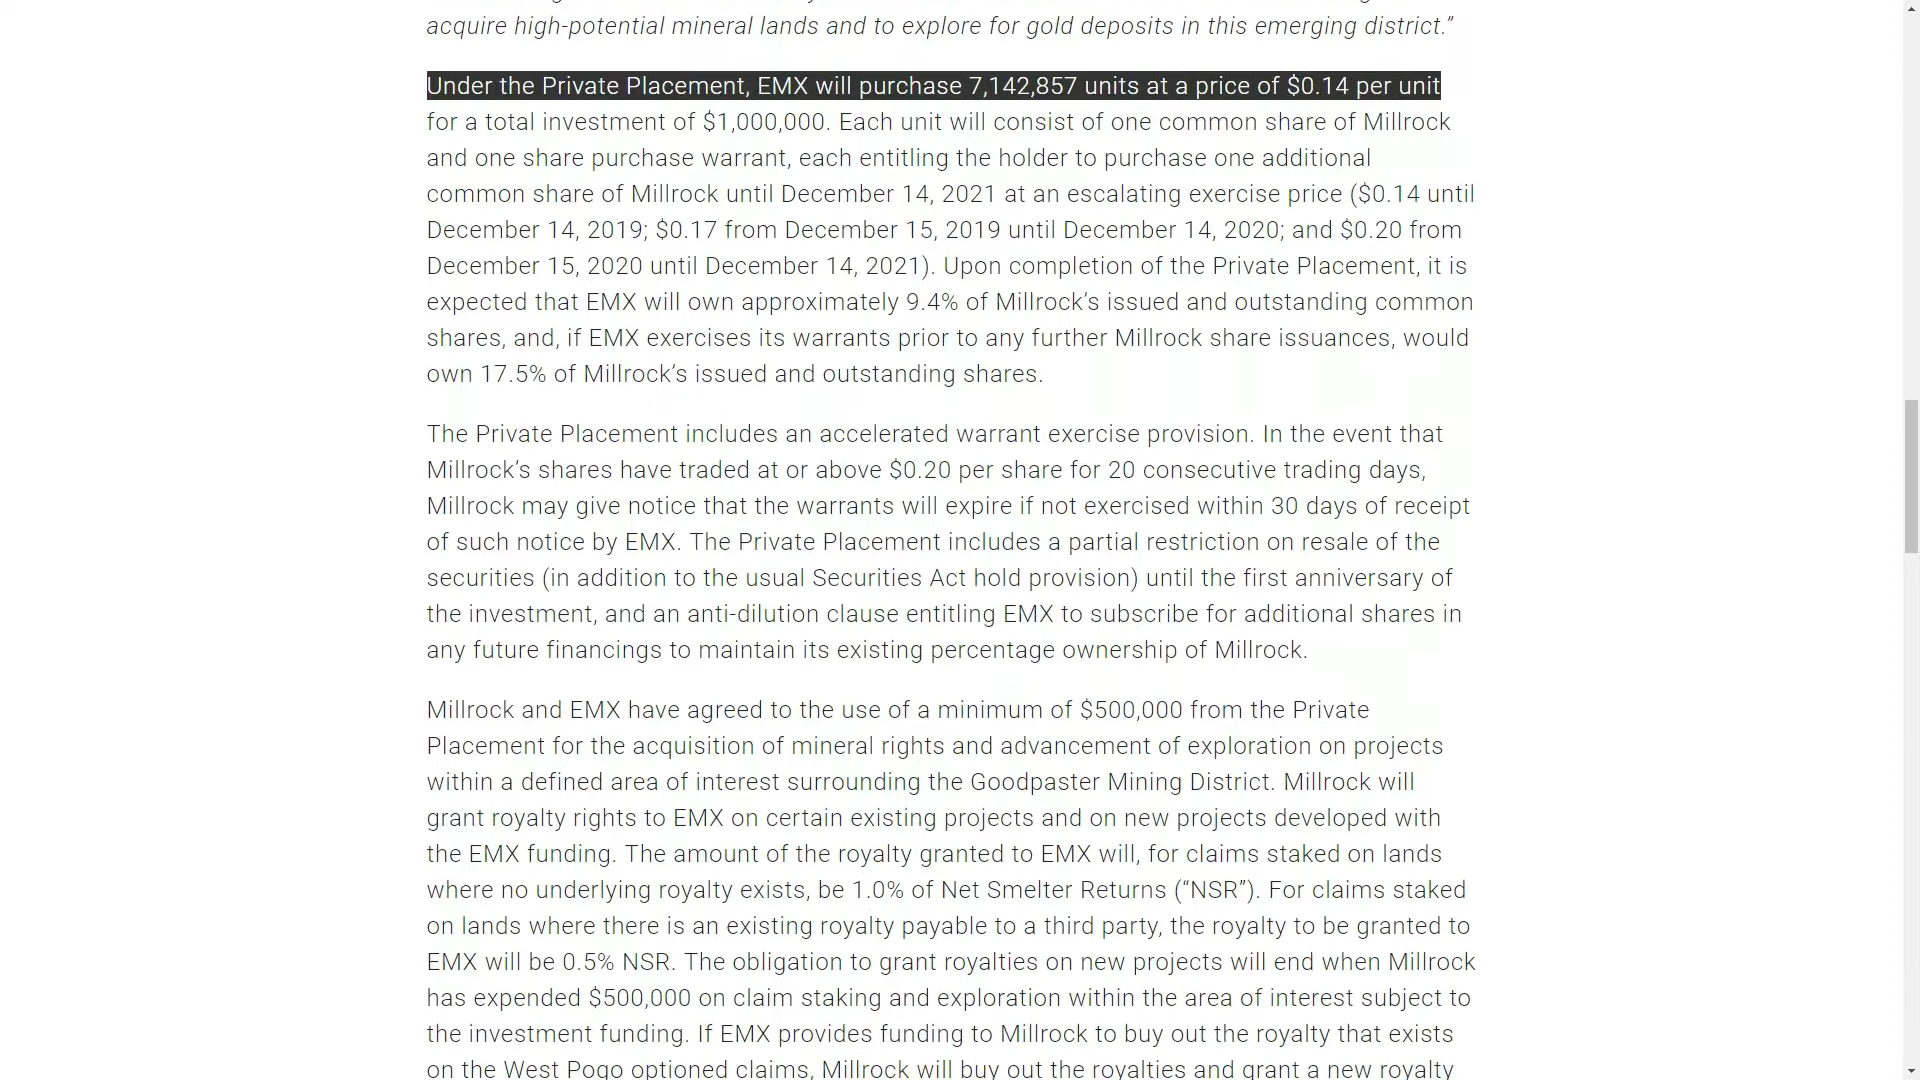 acquire high-potential mineral lands and to explore for gold deposits in this emerging district.”
Under the Private Placement, EMX will purchase 7,142,857 units at a price of $0.14 per unit
for a total investment of $1,000,000. Each unit will consist of one common share of Millrock
and one share purchase warrant, each entitling the holder to purchase one additional
common share of Millrock until December 14, 2021 at an escalating exercise price ($0.14 until
December 14, 2019; $0.17 from December 15, 2019 until December 14, 2020; and $0.20 from
December 15, 2020 until December 14, 2021). Upon completion of the Private Placement, it is
expected that EMX will own approximately 9.4% of Millrock’s issued and outstanding common
shares, and, if EMX exercises its warrants prior to any further Millrock share issuances, would
own 17.5% of Millrock’s issued and outstanding shares.
The Private Placement includes an accelerated warrant exercise provision. In the event that
Millrock’s shares have traded at or above $0.20 per share for 20 consecutive trading days,
Millrock may give notice that the warrants will expire if not exercised within 30 days of receipt
of such notice by EMX. The Private Placement includes a partial restriction on resale of the
securities (in addition to the usual Securities Act hold provision) until the first anniversary of
the investment, and an anti-dilution clause entitling EMX to subscribe for additional shares in
any future financings to maintain its existing percentage ownership of Millrock.
Millrock and EMX have agreed to the use of a minimum of $500,000 from the Private
Placement for the acquisition of mineral rights and advancement of exploration on projects
within a defined area of interest surrounding the Goodpaster Mining District. Millrock will
grant royalty rights to EMX on certain existing projects and on new projects developed with
the EMX funding. The amount of the royalty granted to EMX will, for claims staked on lands
where no underlying royalty exists, be 1.0% of Net Smelter Returns (“NSR”). For claims staked
on lands where there is an existing royalty payable to a third party, the royalty to be granted to
EMX will be 0.5% NSR. The obligation to grant royalties on new projects will end when Millrock
has expended $500,000 on claim staking and exploration within the area of interest subject to
the investment funding. If EMX provides funding to Millrock to buy out the royalty that exists
on the West Pogo optioned claims, Millrock will buy out the royalties and grant a new royalty